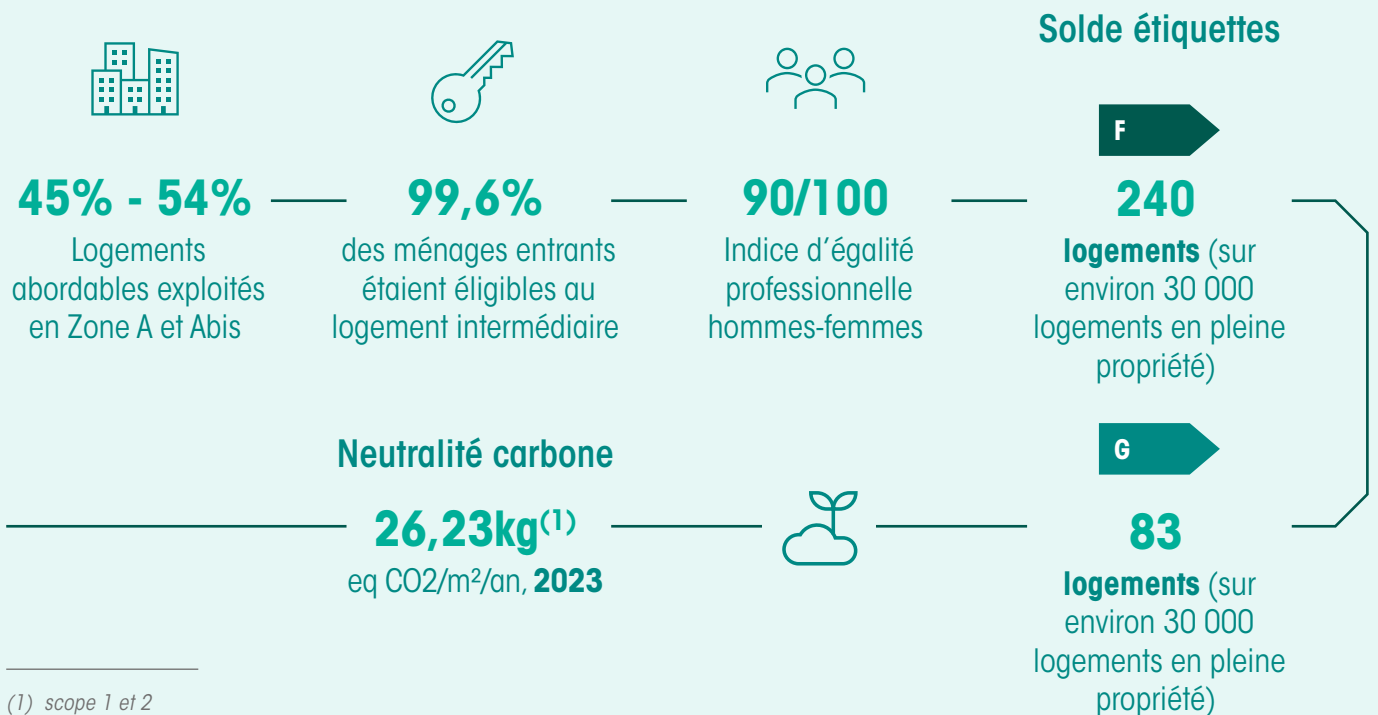 45% - 54%
Logements
abordables exploités
en Zone A et Abis
99,6%
des ménages entrants
étaient éligibles au
logement intermédiaire
90/100
Indice d'égalité
professionnelle
hommes-femmes
Solde étiquettes
F
240
logements (sur
environ 30 000
logements en pleine
propriété)
G
83
logements (sur
environ 30 000
logements en pleine
propriété)
Neutralité carbone
26,23kg(1)
eq CO2/m²/an, 2023
(1) scope 1 et 2